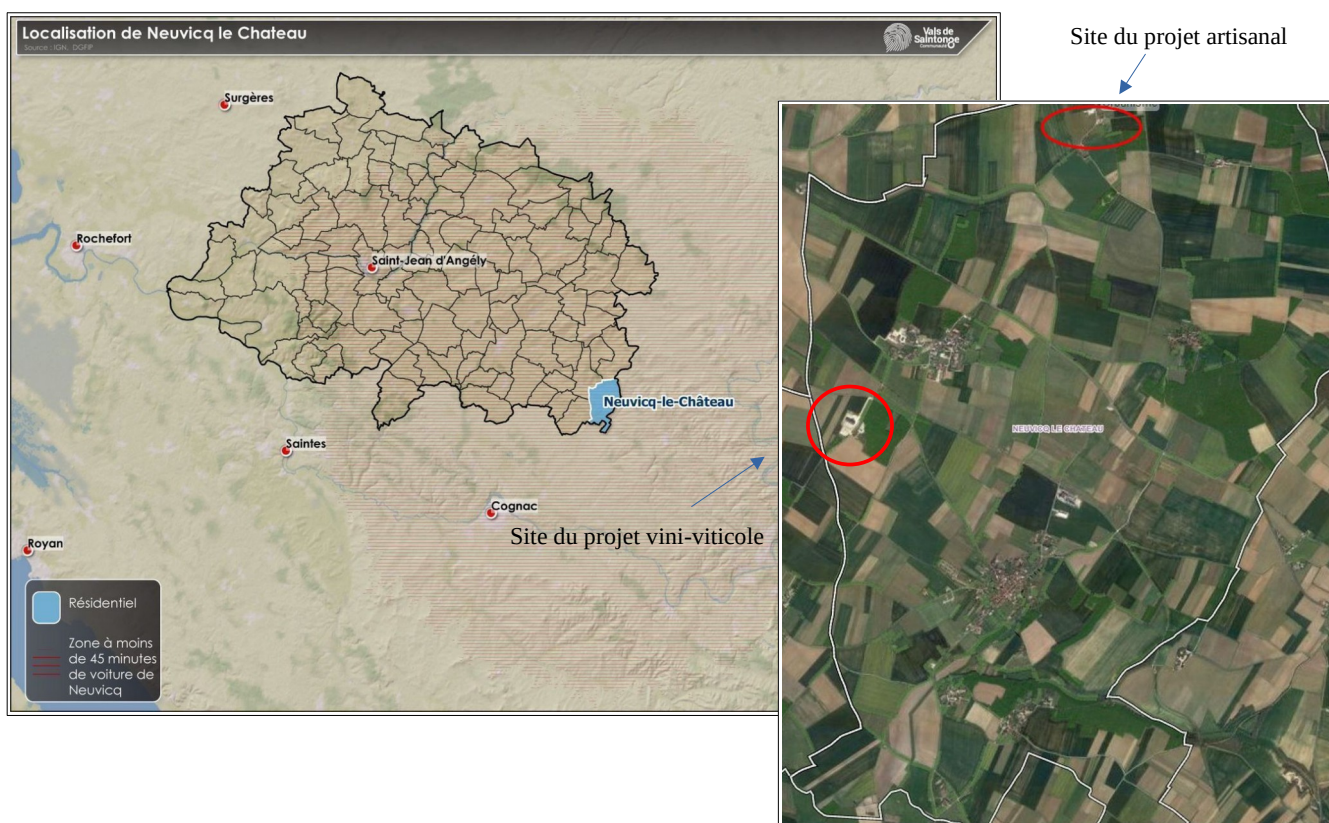 Localisation de Neuvicq le Chateau
Source : IGN, DGFIP
Vals de
Saintonge
Communauté
Site du projet artisanal
Surgères
Rochefort
Saint-Jean d'Angély
Neuvicq-le-Château
NEUVICQ LE CHATEAU
Saintes
Cognac
Site du projet vini-viticole
Royan
Résidentiel
Zone à moins
de 45 minutes
de voiture de
Neuvicq